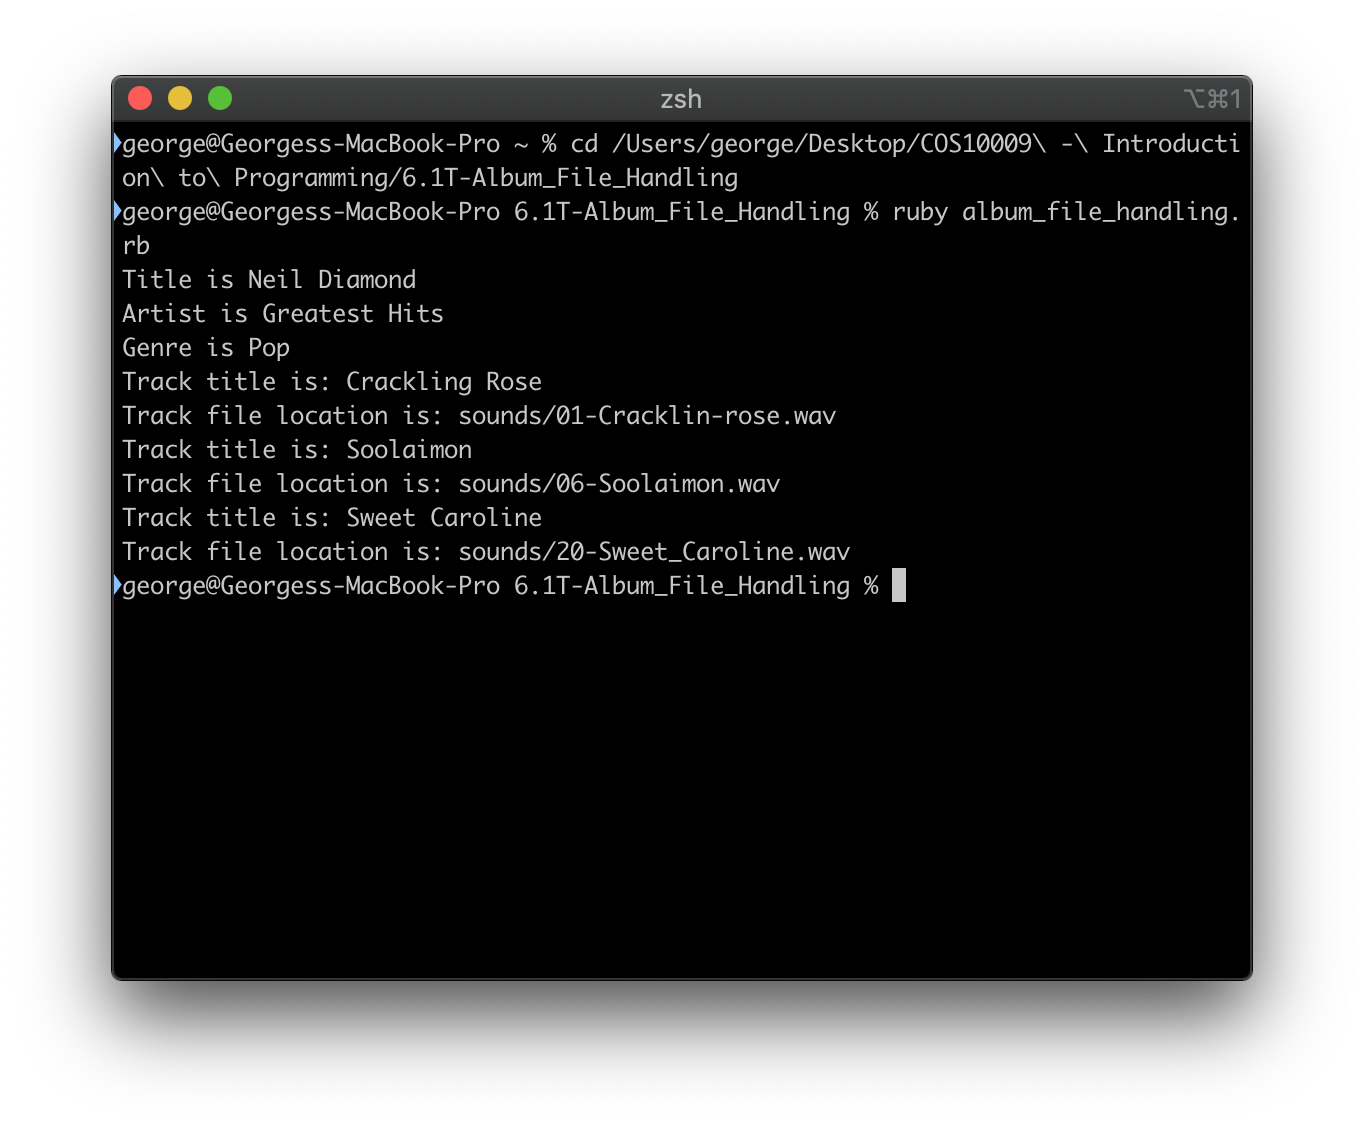 zsh
⌥⌘1
george@Georgess-MacBook-Pro ~ % cd /Users/george/Desktop/COS10009\ -\ Introducti
on\ to\ Programming/6.1T-Album_File_Handling
george@Georgess-MacBook-Pro 6.1T-Album_File_Handling % ruby album_file_handling.
rb
Title is Neil Diamond
Artist is Greatest Hits
Genre is Pop
Track title is: Crackling Rose
Track file location is: sounds/01-Cracklin-rose.wav
Track title is: Soolaimon
Track file location is: sounds/06-Soolaimon.wav
Track title is: Sweet Caroline
Track file location is: sounds/20-Sweet_Caroline.wav
george@Georgess-MacBook-Pro 6.1T-Album_File_Handling %